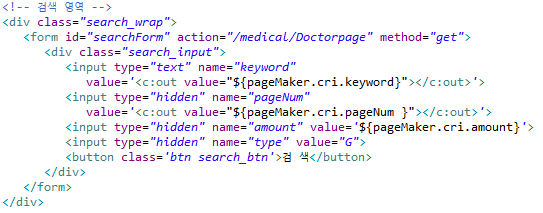 <!-- 검색 영역 -->
<div class="search_wrap">
<form id="searchForm" action="/medical/Doctorpage" method="get">
<div class="search_input">
<input type="text" name="keyword"
value='<c:out value="${pageMaker.cri.keyword}"></c:out>'>
<input type="hidden" name="pageNum"
value='<c:out value="${pageMaker.cri.pageNum }"></c:out>'>
<input type="hidden" name="amount" value='${pageMaker.cri.amount}'>
<input type="hidden" name="type" value="G">
<button class='btn search_btn'>검 색</button>
</div>
</form>
</div>